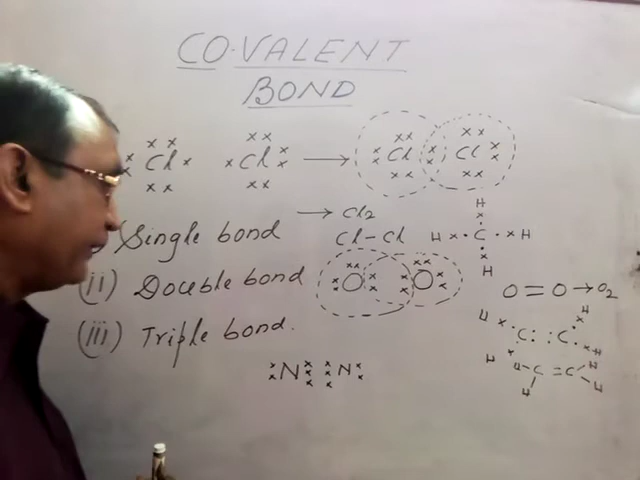 CO-VALENT
BOND
Cl Cl → Cl Cl
→ Cl2
Single bond Cl-Cl
H C H
H
H
(ii) Double bond O O
O=O→O2
(iii) Triple bond.
H C :: C H
H H
N N
H C=C H
H H